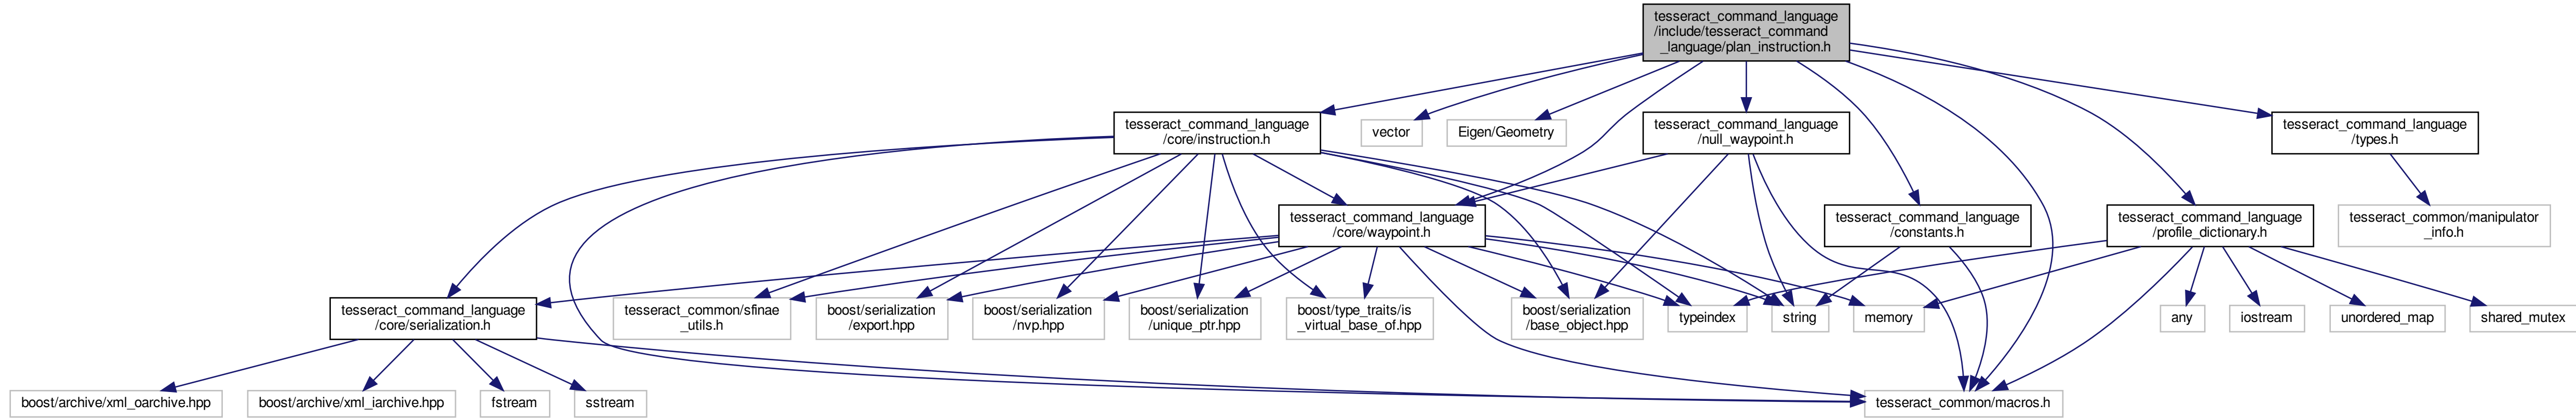 tesseract_command_language
/include/tesseract_command
_language/plan_instruction.h
tesseract_command_language
/core/instruction.h
vector
Eigen/Geometry
tesseract_command_language
/null_waypoint.h
tesseract_command_language
/types.h
tesseract_command_language
/core/waypoint.h
tesseract_command_language
/constants.h
tesseract_command_language
/profile_dictionary.h
tesseract_common/manipulator
_info.h
tesseract_command_language
/core/serialization.h
tesseract_common/sfinae
_utils.h
boost/serialization
/export.hpp
boost/serialization
/nvp.hpp
boost/serialization
/unique_ptr.hpp
boost/type_traits/is
_virtual_base_of.hpp
boost/serialization
/base_object.hpp
typeindex
string
memory
any
iostream
unordered_map
shared_mutex
boost/archive/xml_oarchive.hpp
boost/archive/xml_iarchive.hpp
fstream
sstream
tesseract_common/macros.h